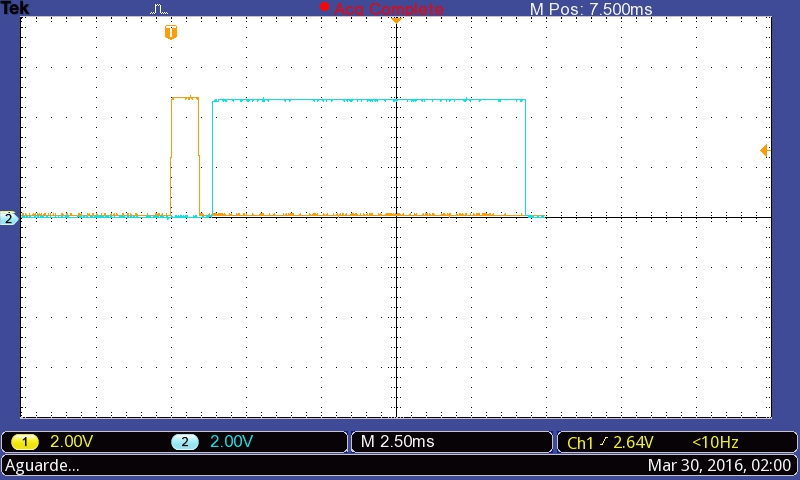 Tek Acq Complete M Pos: 7.500ms
T
2
1 2.00V 2 2.00V M 2.50ms Ch1 2.64V <10Hz
Aguarde... Mar 30, 2016, 02:00